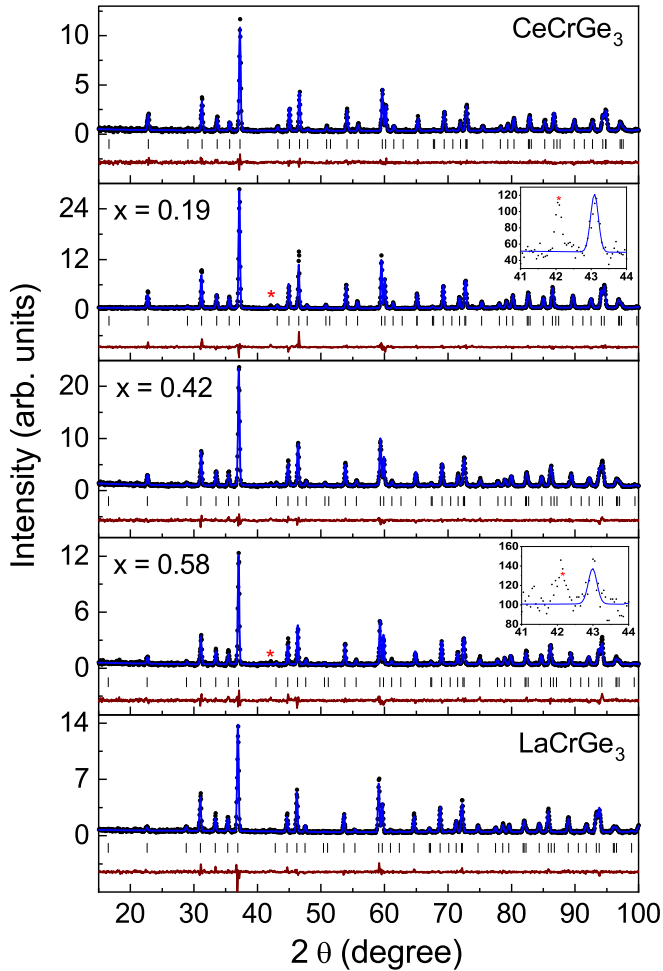 CeCrGe3
10
5
0
x = 0.19
24
12
0
*
120
100
80
60
40
*
41 42 43 44
x = 0.42
20
10
0
x = 0.58
12
6
0
*
160
140
120
100
80
*
41 42 43 44
LaCrGe3
14
7
0
Intensity (arb. units)
20 30 40 50 60 70 80 90 100
2 θ (degree)